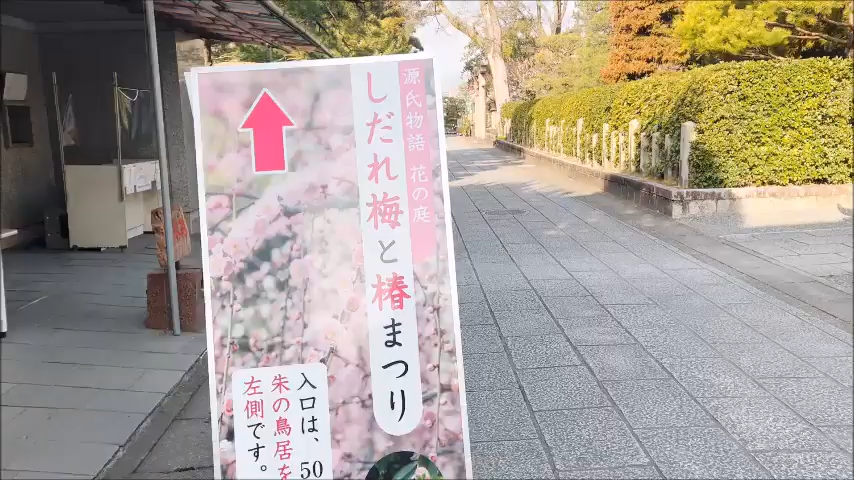 源氏物語 花の庭
しだれ梅と椿まつり
入口は、50
朱の鳥居を
左側です。